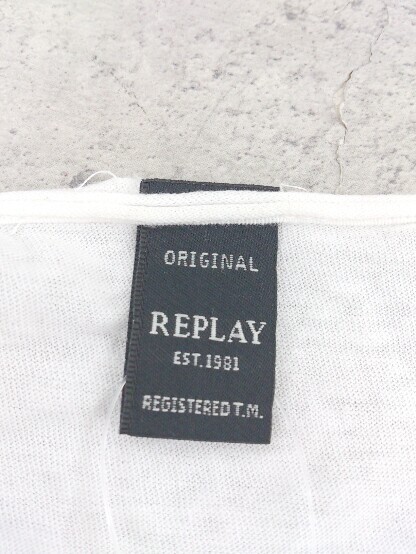 ORIGINAL
REPLAY
EST.1981
REGISTERED T.M.